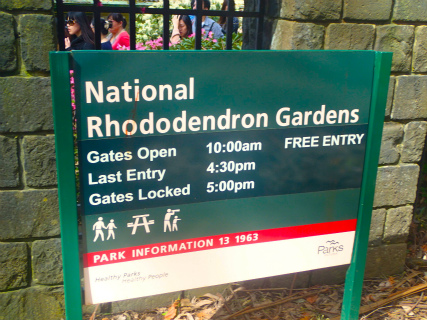 National
Rhododendron Gardens
Gates Open 10:00am FREE ENTRY
Last Entry 4:30pm
Gates Locked 5:00pm
PARK INFORMATION 13 1963
Healthy Parks
Healthy People
Parks